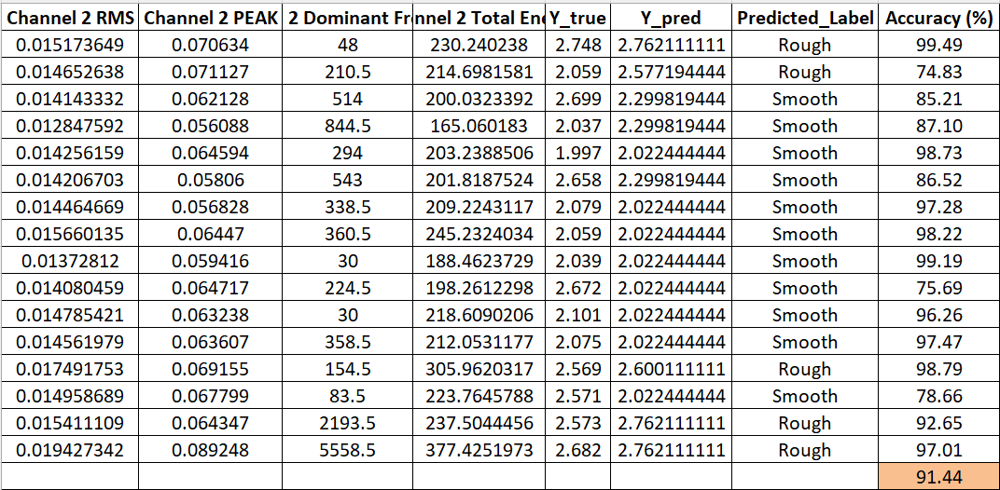 Channel 2 RMS Channel 2 PEAK 2 Dominant Fre nnel 2 Total Ene Y_true Y_pred Predicted_Label Accuracy (%)
0.015173649 0.070634 48 230.240238 2.748 2.762111111 Rough 99.49
0.014652638 0.071127 210.5 214.6981581 2.059 2.577194444 Rough 74.83
0.014143332 0.062128 514 200.0323392 2.699 2.299819444 Smooth 85.21
0.012847592 0.056088 844.5 165.060183 2.037 2.299819444 Smooth 87.10
0.014256159 0.064594 294 203.2388506 1.997 2.022444444 Smooth 98.73
0.014206703 0.05806 543 201.8187524 2.658 2.299819444 Smooth 86.52
0.014464669 0.056828 338.5 209.2243117 2.079 2.022444444 Smooth 97.28
0.015660135 0.06447 360.5 245.2324034 2.059 2.022444444 Smooth 98.22
0.01372812 0.059416 30 188.4623729 2.039 2.022444444 Smooth 99.19
0.014080459 0.064717 224.5 198.2612298 2.672 2.022444444 Smooth 75.69
0.014785421 0.063238 30 218.6090206 2.101 2.022444444 Smooth 96.26
0.014561979 0.063607 358.5 212.0531177 2.075 2.022444444 Smooth 97.47
0.017491753 0.069155 154.5 305.9620317 2.569 2.600111111 Rough 98.79
0.014958689 0.067799 83.5 223.7645788 2.571 2.022444444 Smooth 78.66
0.015411109 0.064347 2193.5 237.5044456 2.573 2.762111111 Rough 92.65
0.019427342 0.089248 5558.5 377.4251973 2.682 2.762111111 Rough 97.01
91.44